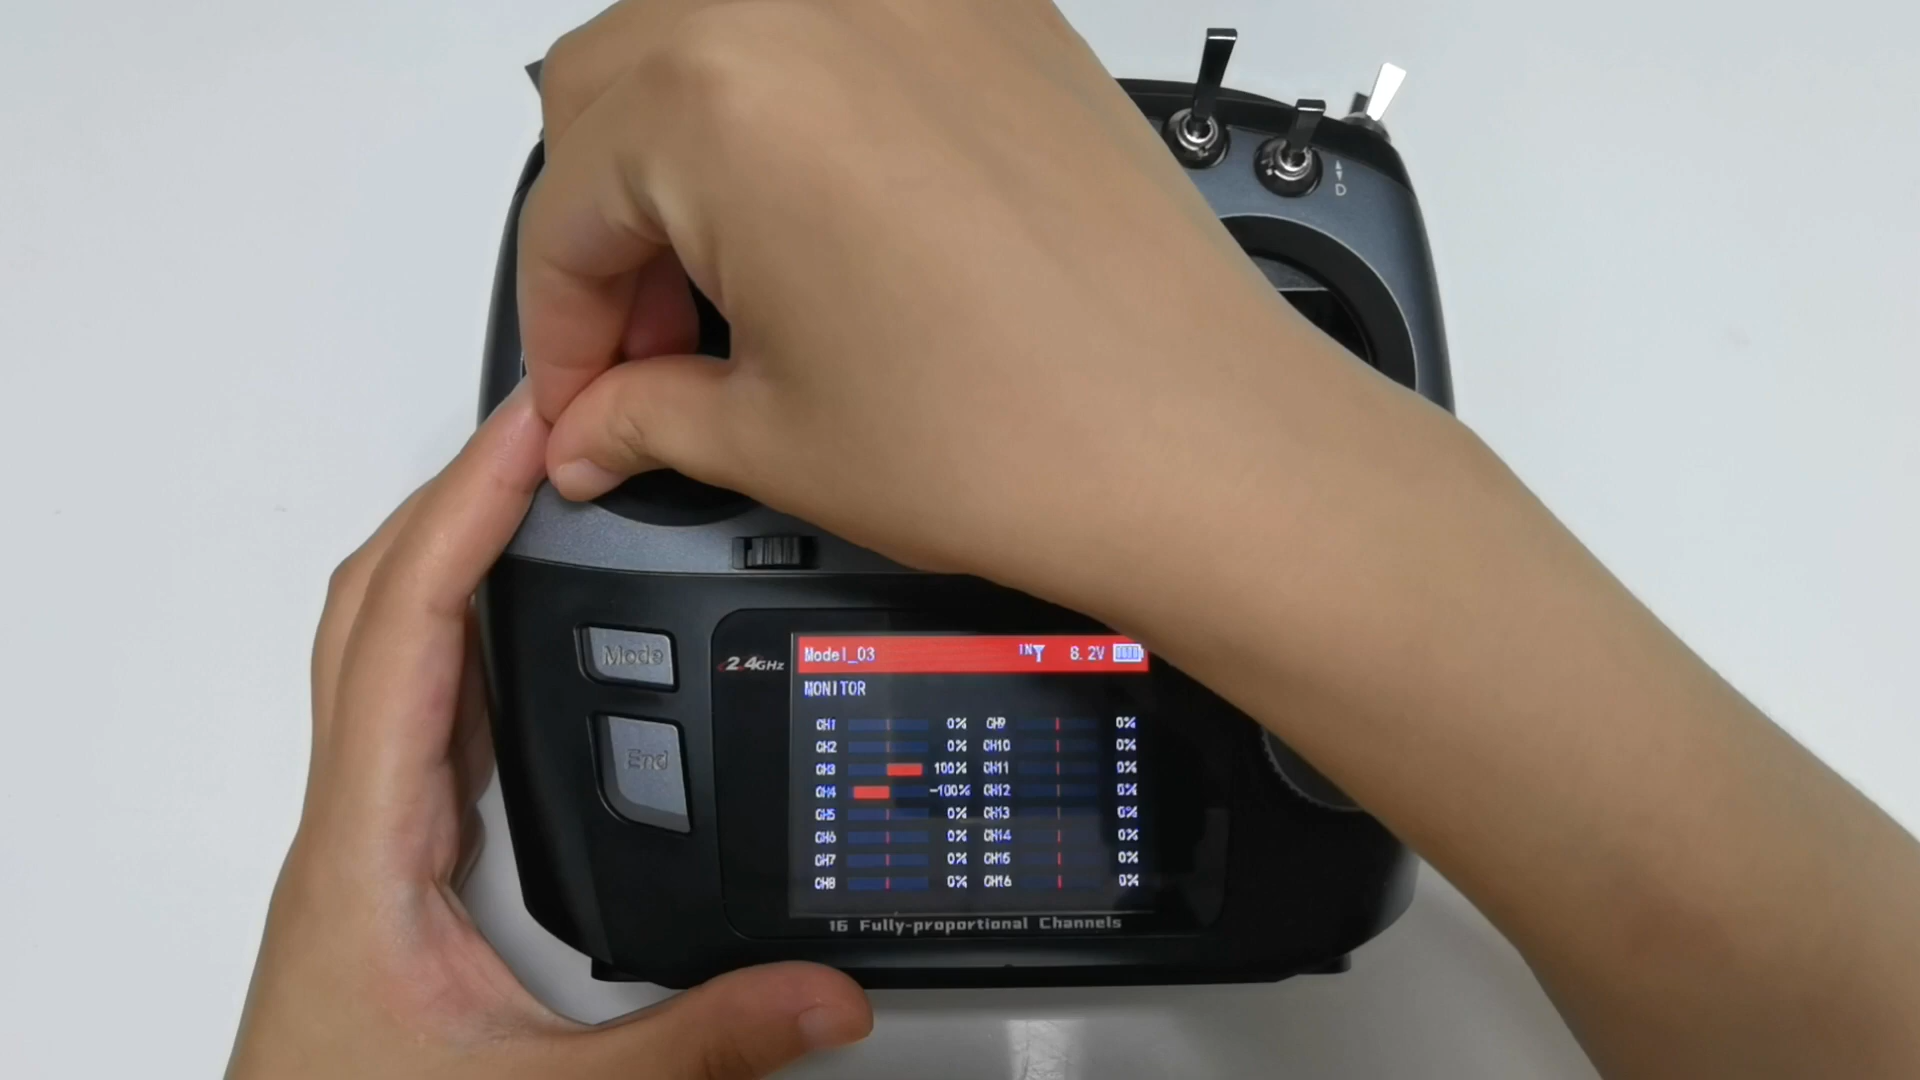 D
Mode
End
2.4GHz
Model_03 IN 8.2V
MONITOR
CH1 0% CH9 0%
CH2 0% CH10 0%
CH3 100% CH11 0%
CH4 -100% CH12 0%
CH5 0% CH13 0%
CH6 0% CH14 0%
CH7 0% CH15 0%
CH8 0% CH16 0%
16 Fully-proportional Channels